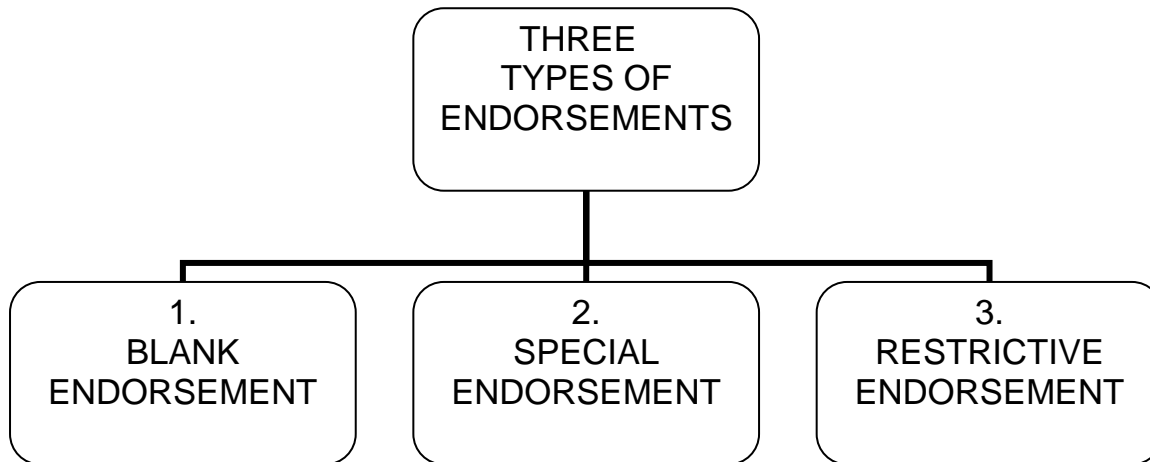 THREE
TYPES OF
ENDORSEMENTS
1.
BLANK
ENDORSEMENT
2.
SPECIAL
ENDORSEMENT
3.
RESTRICTIVE
ENDORSEMENT